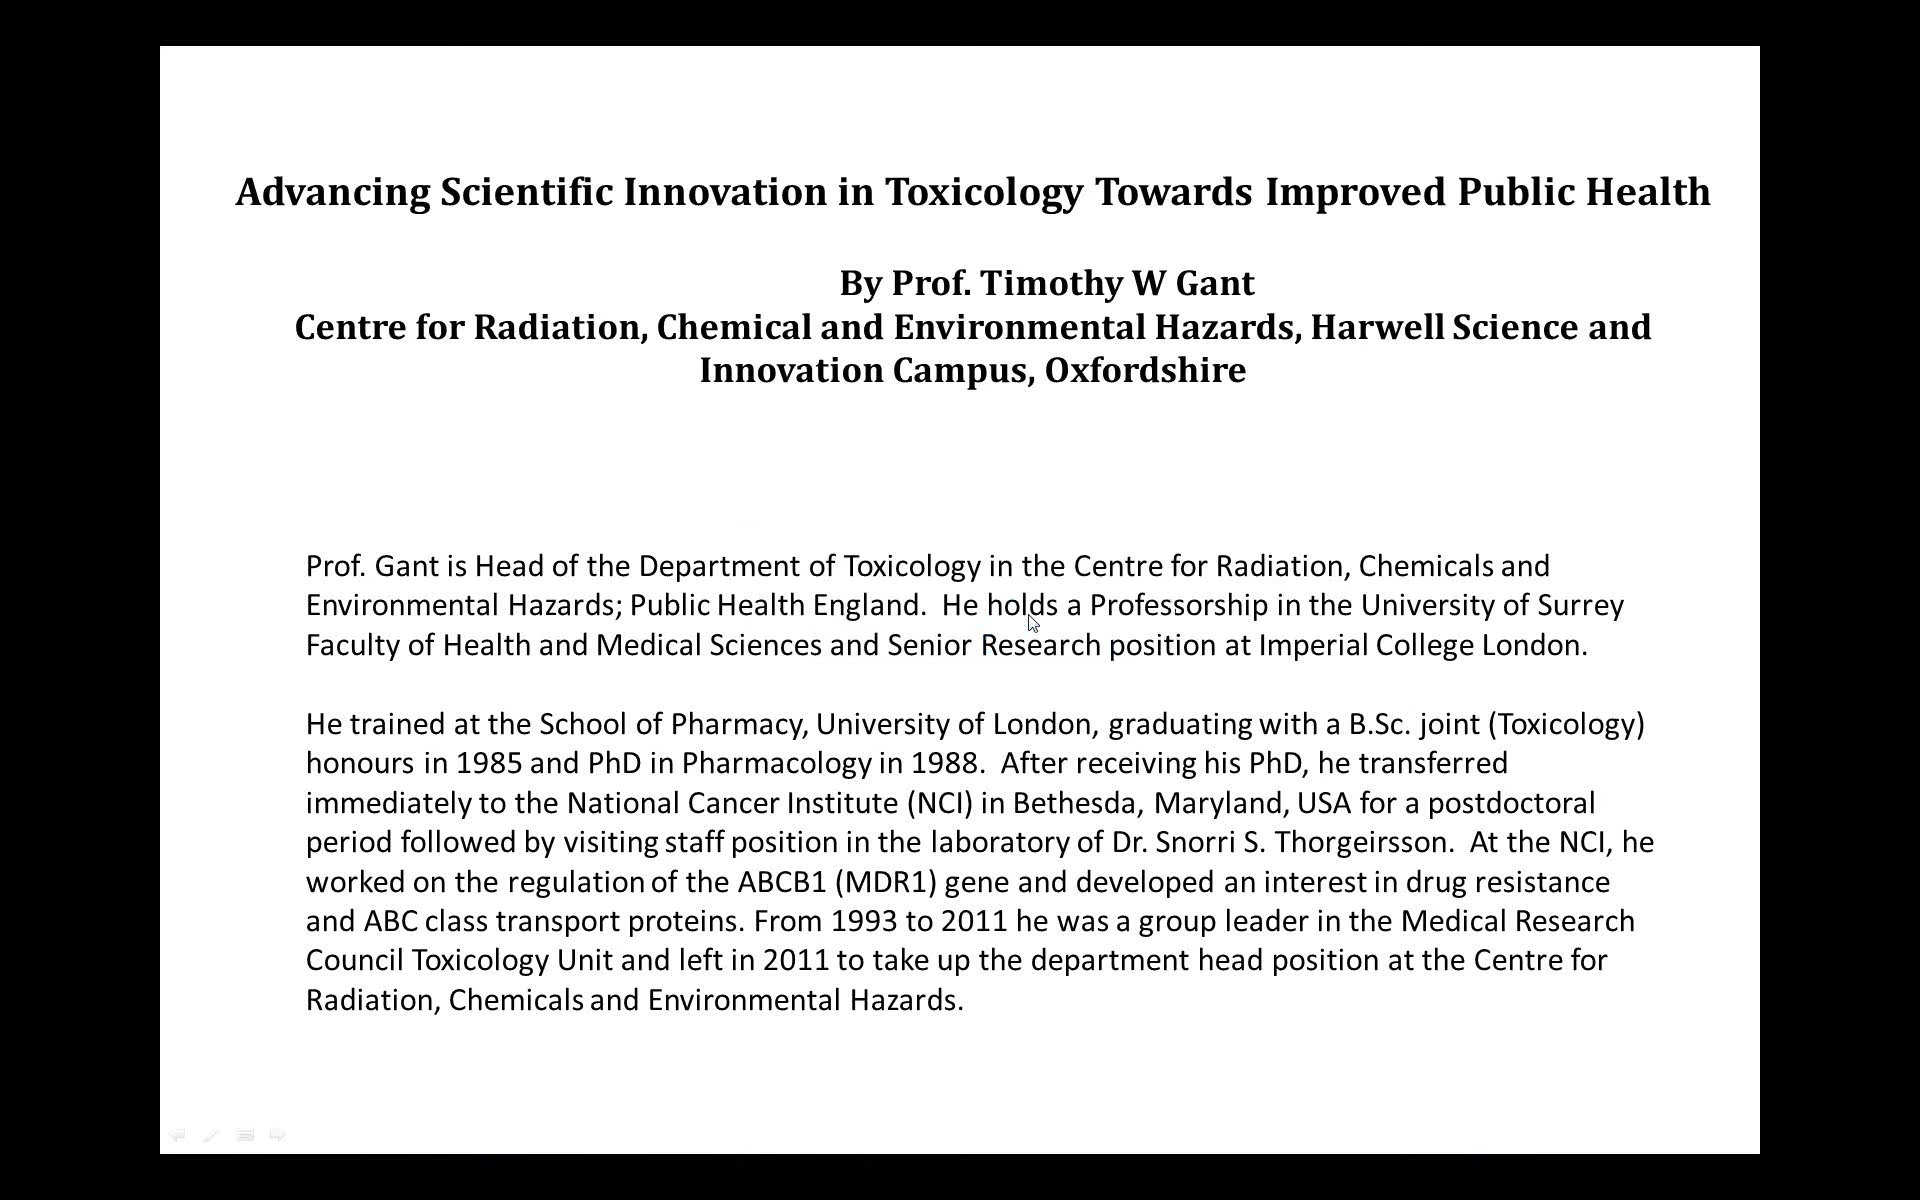 Advancing Scientific Innovation in Toxicology Towards Improved Public Health
By Prof. Timothy W Gant
Centre for Radiation, Chemical and Environmental Hazards, Harwell Science and
Innovation Campus, Oxfordshire
Prof. Gant is Head of the Department of Toxicology in the Centre for Radiation, Chemicals and
Environmental Hazards; Public Health England.  He holds a Professorship in the University of Surrey
Faculty of Health and Medical Sciences and Senior Research position at Imperial College London.
He trained at the School of Pharmacy, University of London, graduating with a B.Sc. joint (Toxicology)
honours in 1985 and PhD in Pharmacology in 1988.  After receiving his PhD, he transferred
immediately to the National Cancer Institute (NCI) in Bethesda, Maryland, USA for a postdoctoral
period followed by visiting staff position in the laboratory of Dr. Snorri S. Thorgeirsson.  At the NCI, he
worked on the regulation of the ABCB1 (MDR1) gene and developed an interest in drug resistance
and ABC class transport proteins. From 1993 to 2011 he was a group leader in the Medical Research
Council Toxicology Unit and left in 2011 to take up the department head position at the Centre for
Radiation, Chemicals and Environmental Hazards.